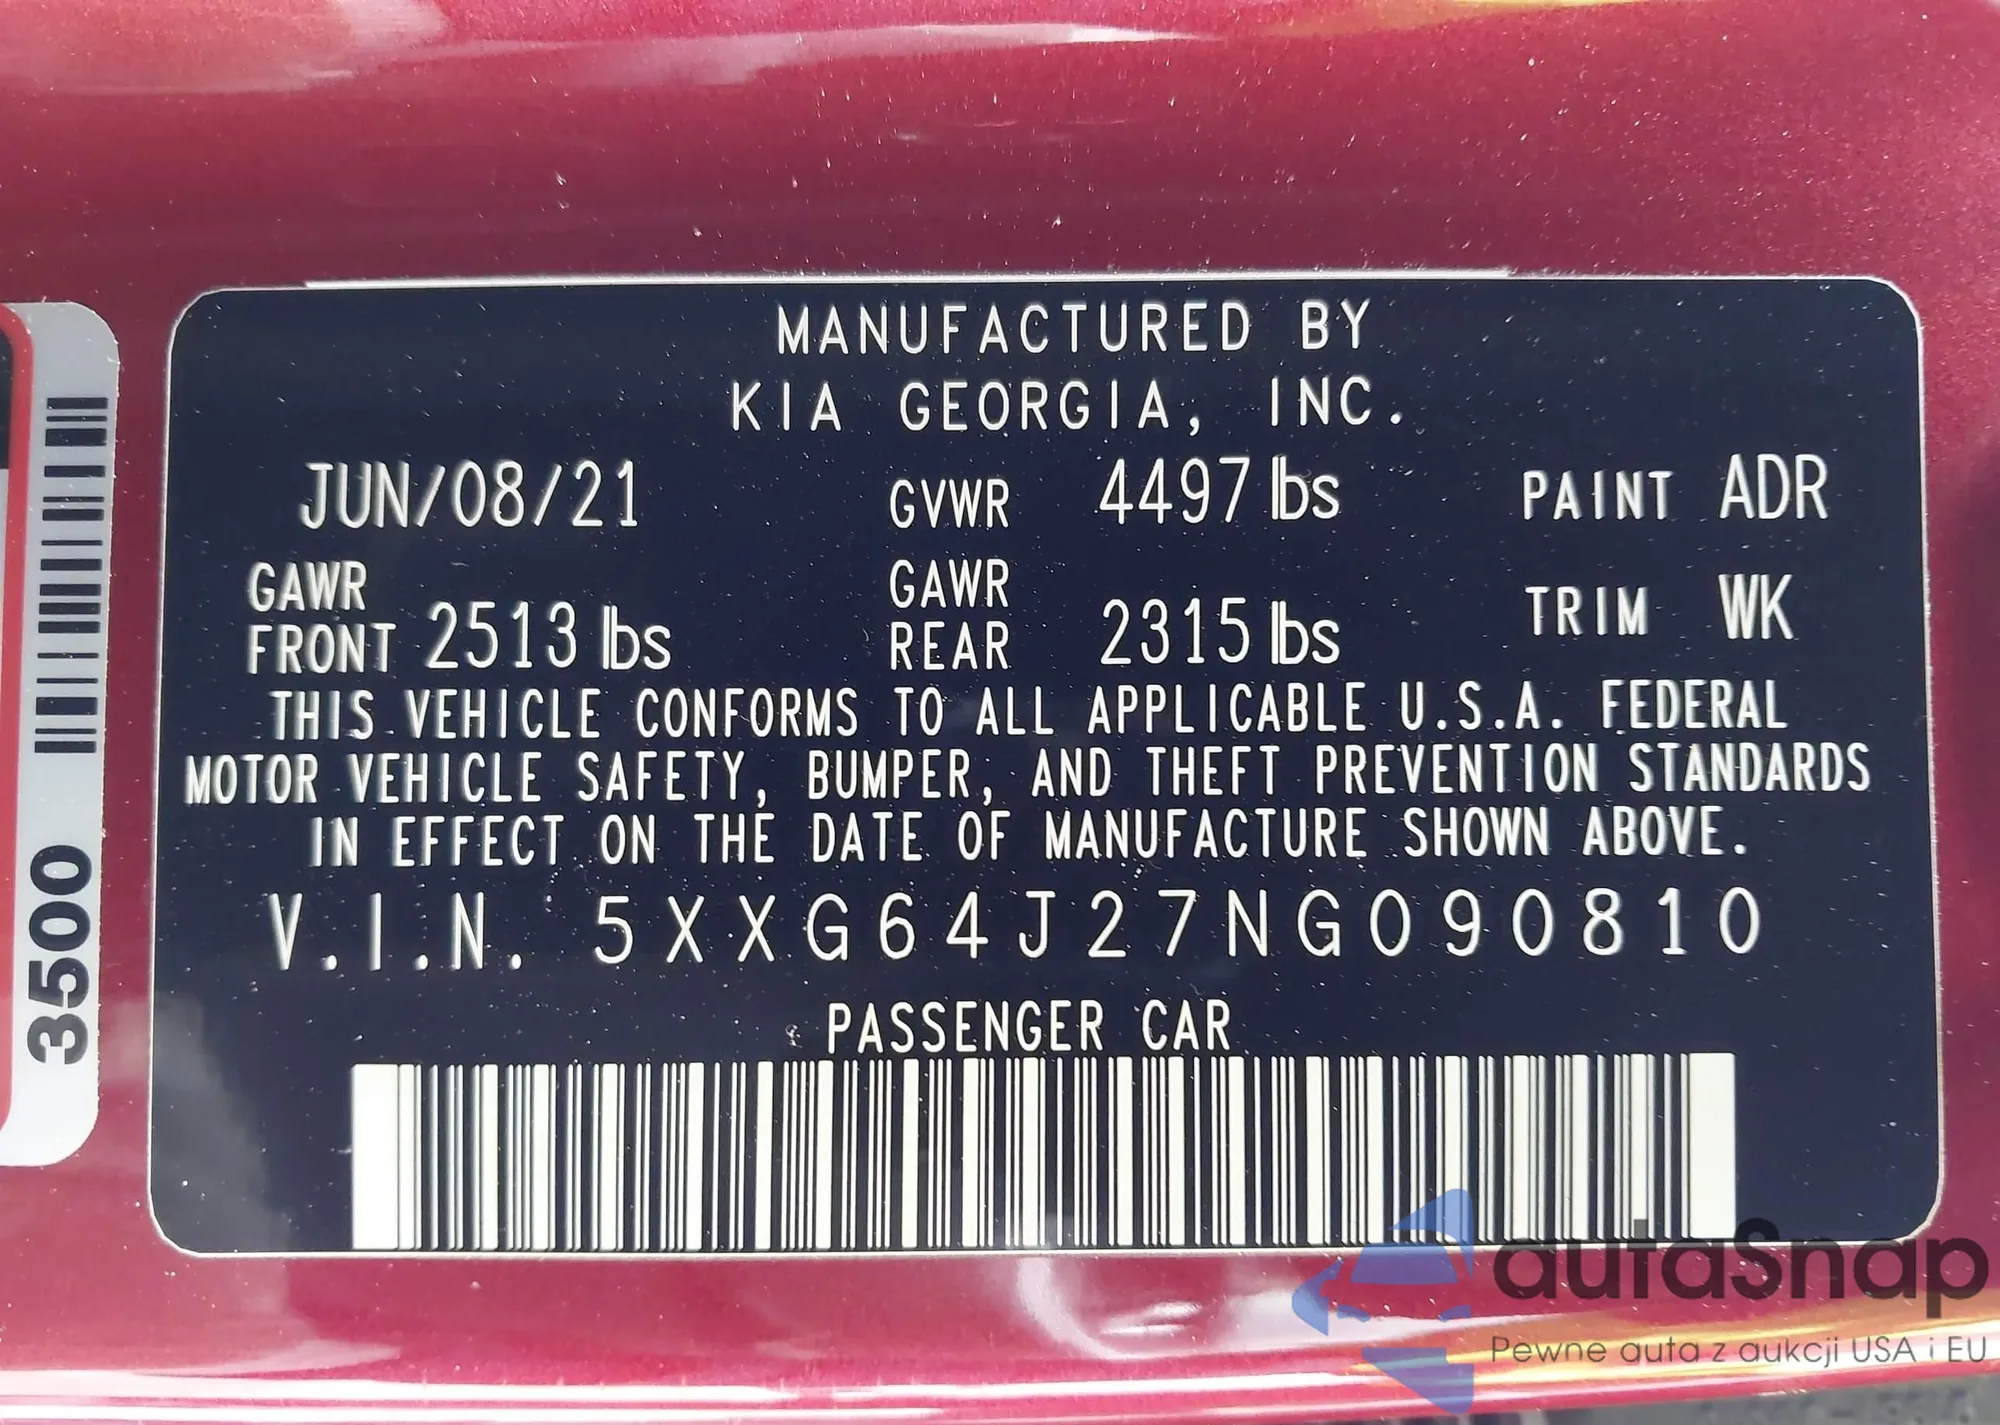 MANUFACTURED BY
KIA GEORGIA, INC.
JUN/08/21 GVWR 4497 lbs PAINT ADR
GAWR FRONT 2513 lbs GAWR REAR 2315 lbs TRIM WK
THIS VEHICLE CONFORMS TO ALL APPLICABLE U.S.A. FEDERAL
MOTOR VEHICLE SAFETY, BUMPER, AND THEFT PREVENTION STANDARDS
IN EFFECT ON THE DATE OF MANUFACTURE SHOWN ABOVE.
V.I.N. 5XXG64J27NG090810
PASSENGER CAR
3500
autaSnap
Pewne auta z aukcji USA i EU